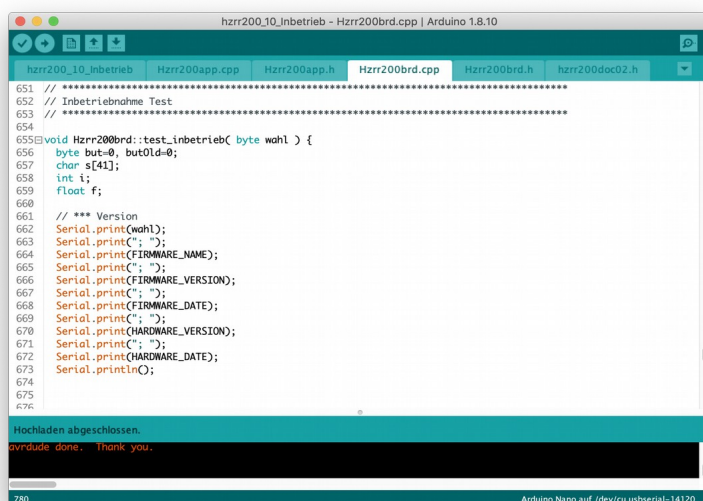 hzrr200_10_Inbetrieb - Hzrr200brd.cpp | Arduino 1.8.10
hzrr200_10_Inbetrieb Hzrr200app.cpp Hzrr200app.h Hzrr200brd.cpp Hzrr200brd.h hzrr200doc02.h
651 // ************************************************************************************
652 // Inbetriebnahme Test
653 // ************************************************************************************
654
655 void Hzrr200brd::test_inbetrieb( byte wahl ) {
656 byte but=0, butOld=0;
657 char s[41];
658 int i;
659 float f;
660
661 // *** Version
662 Serial.print(wahl);
663 Serial.print("; ");
664 Serial.print(FIRMWARE_NAME);
665 Serial.print("; ");
666 Serial.print(FIRMWARE_VERSION);
667 Serial.print("; ");
668 Serial.print(FIRMWARE_DATE);
669 Serial.print("; ");
670 Serial.print(HARDWARE_VERSION);
671 Serial.print("; ");
672 Serial.print(HARDWARE_DATE);
673 Serial.println();
674
675
676
Hochladen abgeschlossen.
avrdude done. Thank you.
780 Arduino Nano auf /dev/cu.usbserial-14120